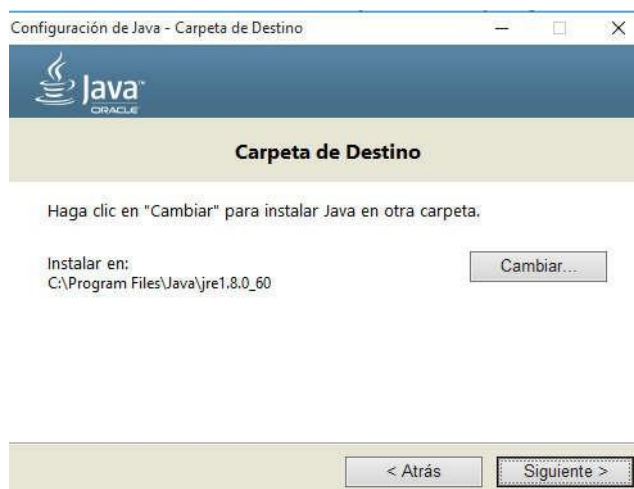 Configuración de Java - Carpeta de Destino
Java™
ORACLE
Carpeta de Destino
Haga clic en "Cambiar" para instalar Java en otra carpeta.
Instalar en:
C:\Program Files\Java\jre1.8.0_60
Cambiar...
< Atrás
Siguiente >